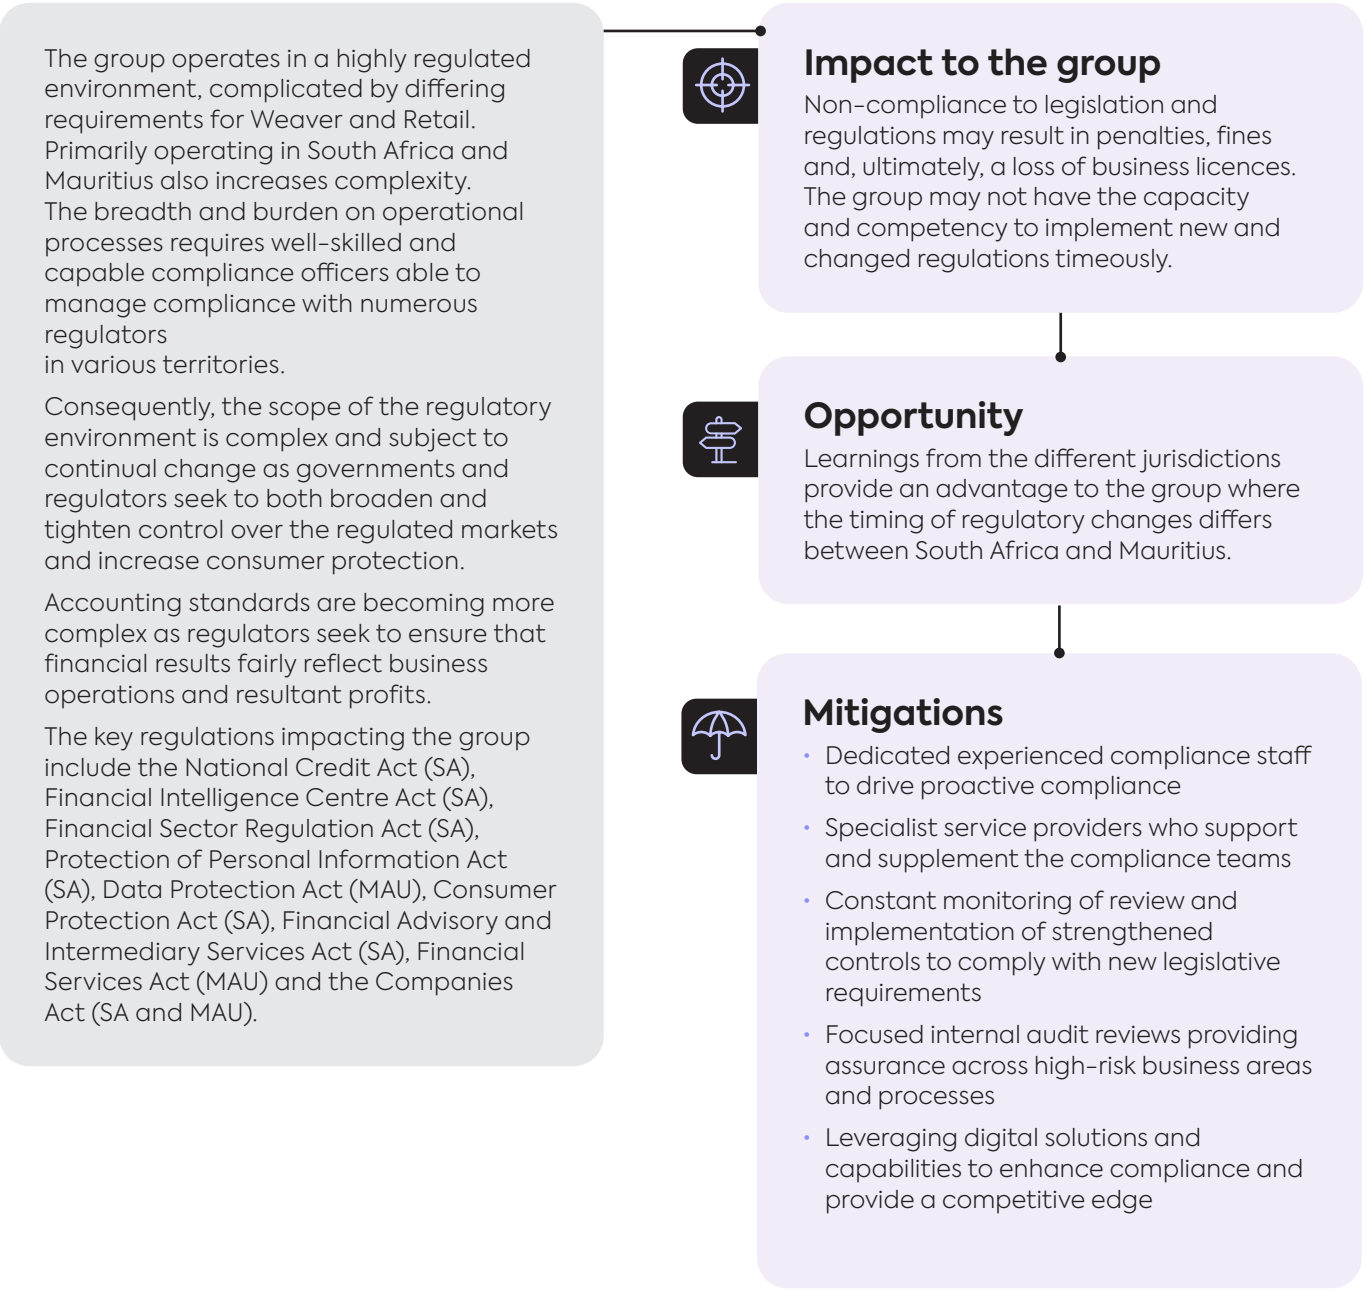 The group operates in a highly regulated
environment, complicated by differing
requirements for Weaver and Retail.
Primarily operating in South Africa and
Mauritius also increases complexity.
The breadth and burden on operational
processes requires well-skilled and
capable compliance officers able to
manage compliance with numerous
regulators
in various territories.
Consequently, the scope of the regulatory
environment is complex and subject to
continual change as governments and
regulators seek to both broaden and
tighten control over the regulated markets
and increase consumer protection.
Accounting standards are becoming more
complex as regulators seek to ensure that
financial results fairly reflect business
operations and resultant profits.
The key regulations impacting the group
include the National Credit Act (SA),
Financial Intelligence Centre Act (SA),
Financial Sector Regulation Act (SA),
Protection of Personal Information Act
(SA), Data Protection Act (MAU), Consumer
Protection Act (SA), Financial Advisory and
Intermediary Services Act (SA), Financial
Services Act (MAU) and the Companies
Act (SA and MAU).
Impact to the group
Non-compliance to legislation and
regulations may result in penalties, fines
and, ultimately, a loss of business licences.
The group may not have the capacity
and competency to implement new and
changed regulations timeously.
Opportunity
Learnings from the different jurisdictions
provide an advantage to the group where
the timing of regulatory changes differs
between South Africa and Mauritius.
Mitigations
• Dedicated experienced compliance staff
to drive proactive compliance
• Specialist service providers who support
and supplement the compliance teams
• Constant monitoring of review and
implementation of strengthened
controls to comply with new legislative
requirements
• Focused internal audit reviews providing
assurance across high-risk business areas
and processes
• Leveraging digital solutions and
capabilities to enhance compliance and
provide a competitive edge